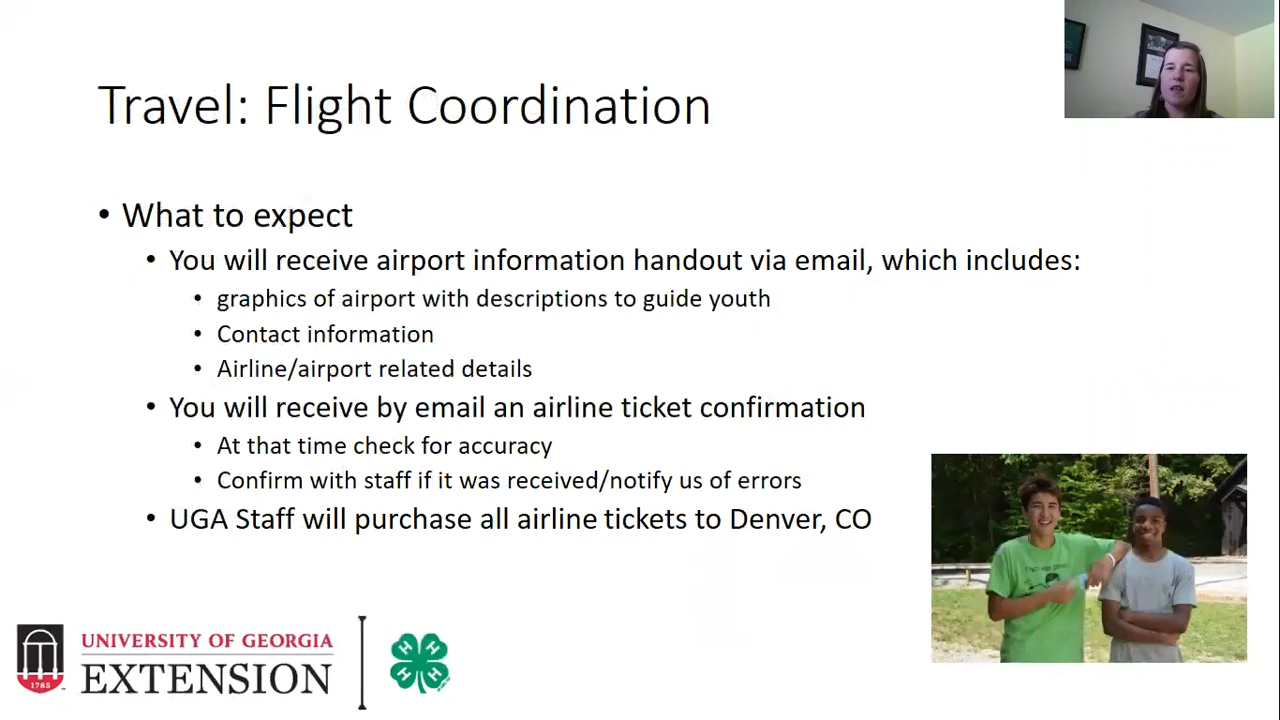 Travel: Flight Coordination
• What to expect
• You will receive airport information handout via email, which includes:
• graphics of airport with descriptions to guide youth
• Contact information
• Airline/airport related details
• You will receive by email an airline ticket confirmation
• At that time check for accuracy
• Confirm with staff if it was received/notify us of errors
• UGA Staff will purchase all airline tickets to Denver, CO
UNIVERSITY OF GEORGIA
EXTENSION
1785
H H
H H